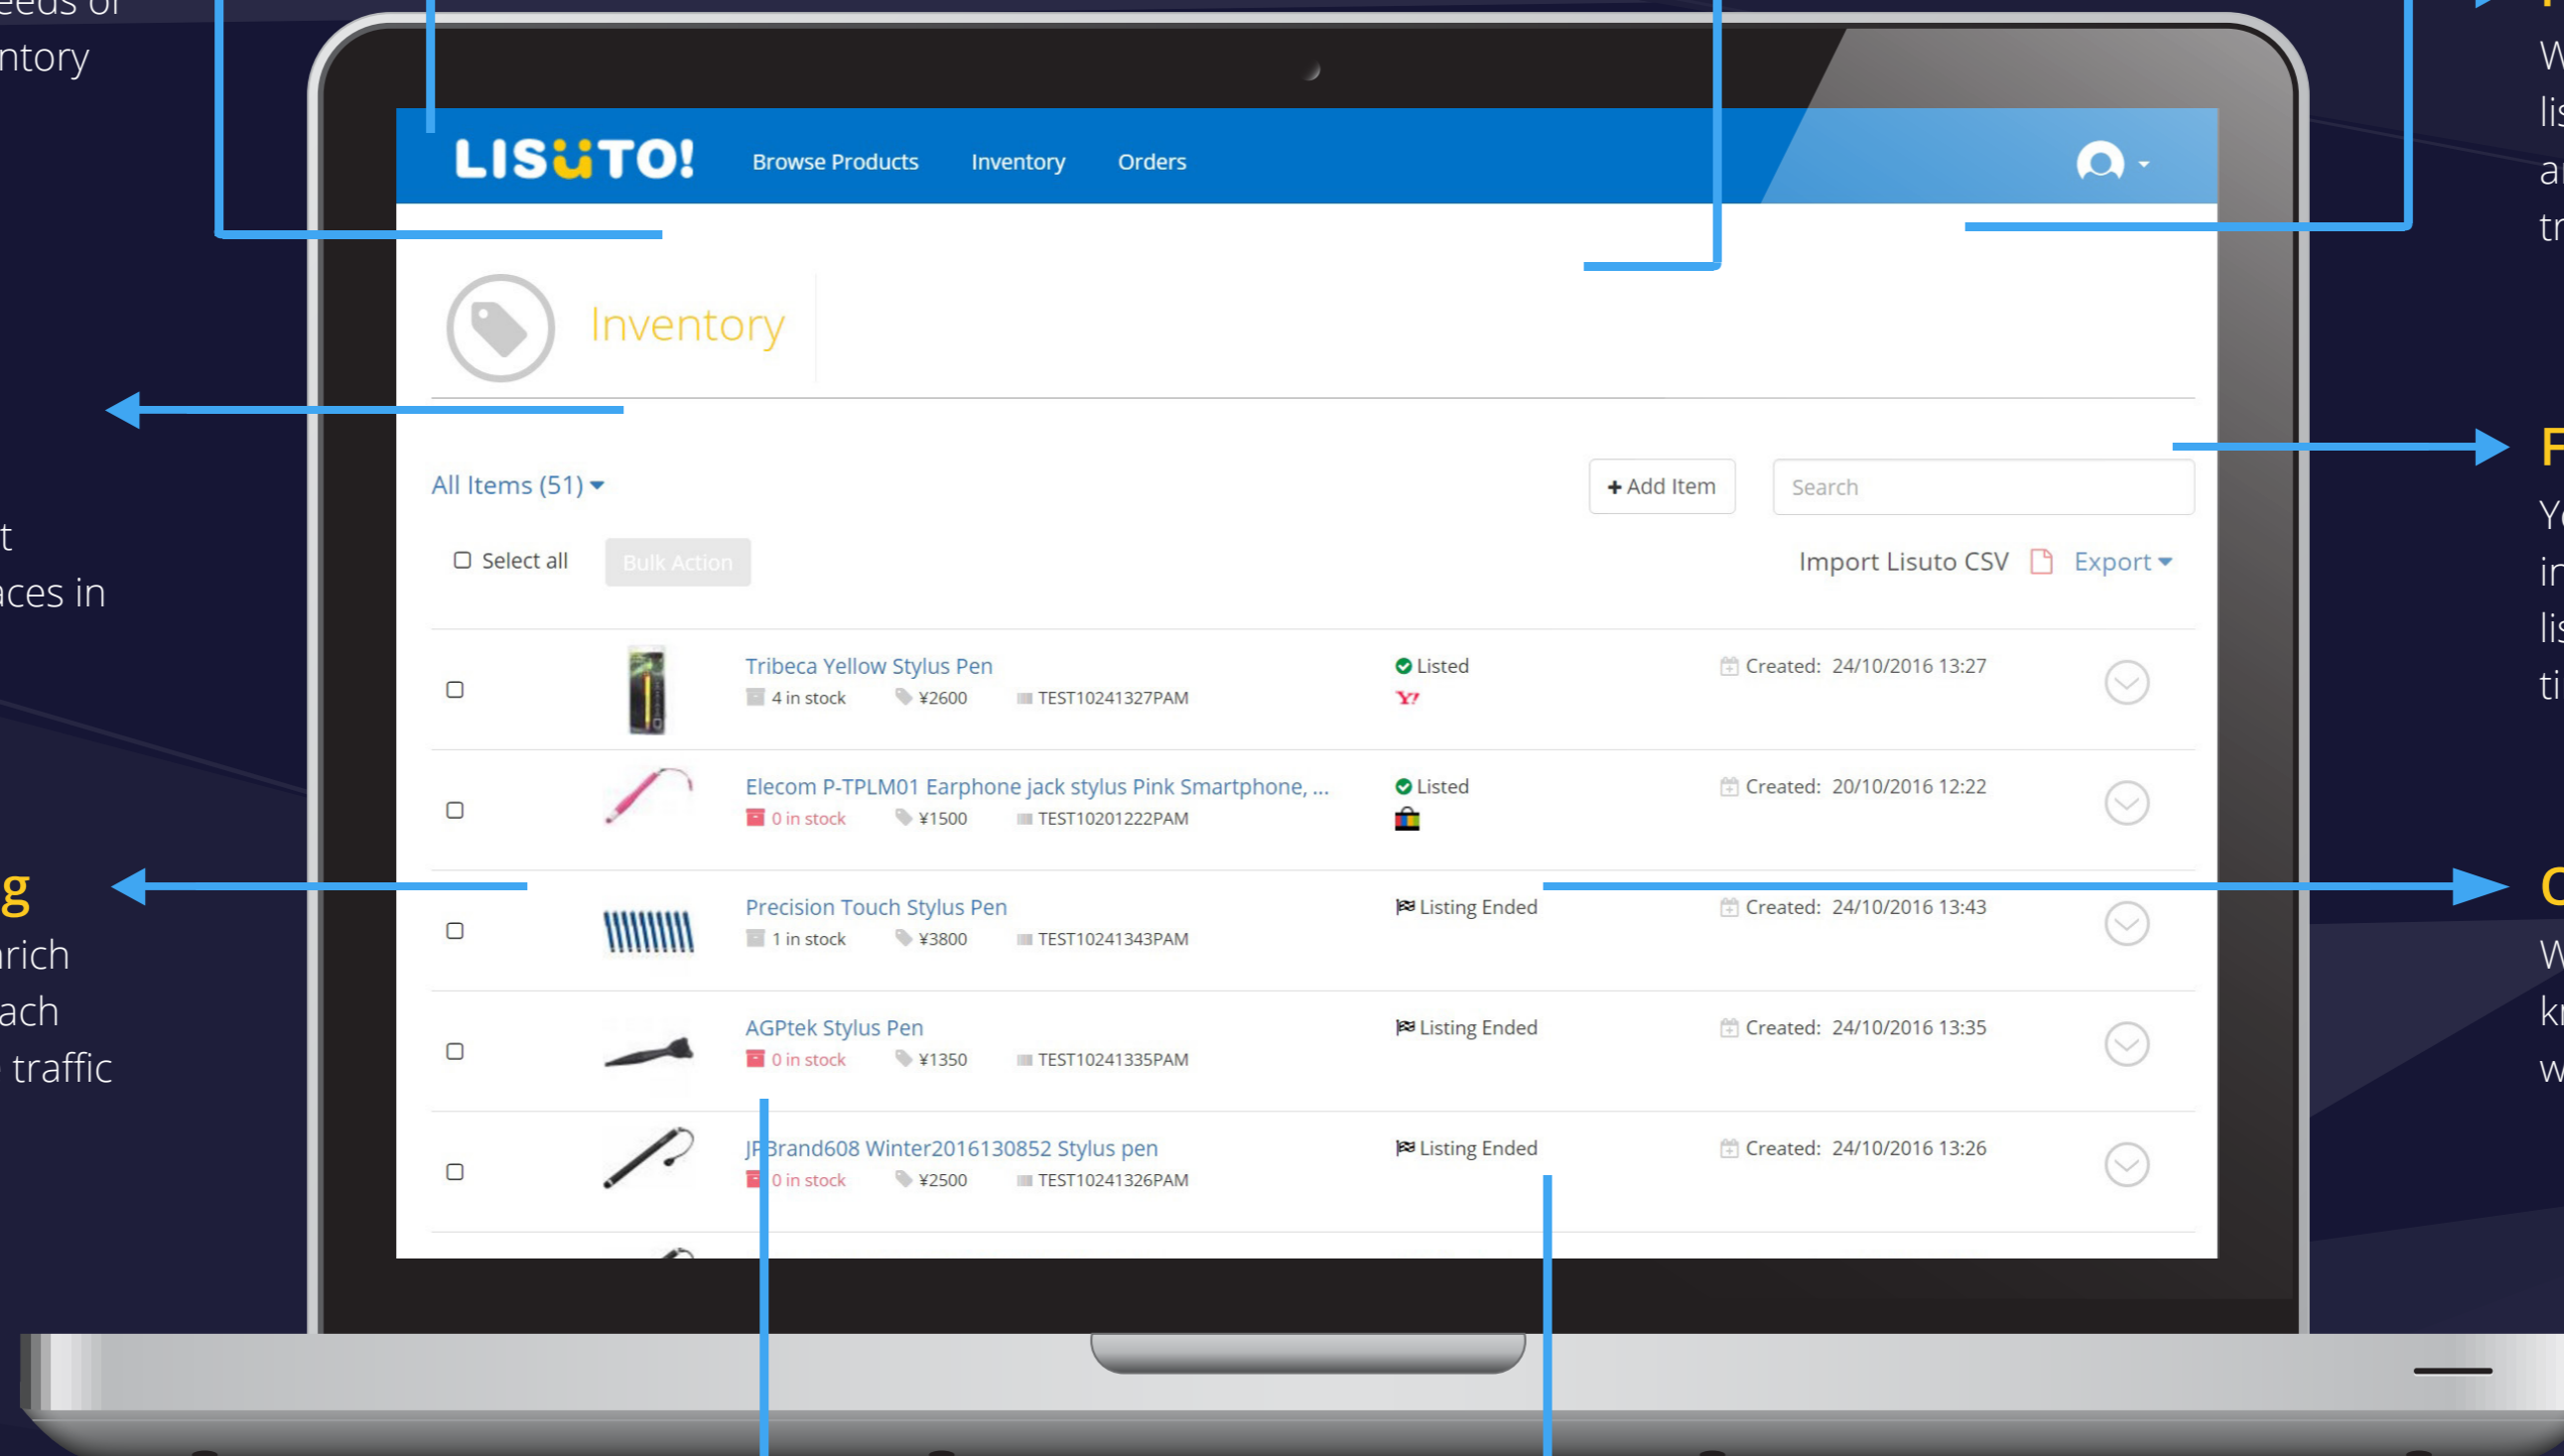 ntory
LISUTO!
Browse Products
Inventory
Orders
Inventory
All Items (51)
+ Add Item
Search
Select all
Bulk Action
Import Lisuto CSV
Export
Tribeca Yellow Stylus Pen
4 in stock ¥2600 TEST10241327PAM
Listed
Y!
Created: 24/10/2016 13:27
Elecom P-TPLM01 Earphone jack stylus Pink Smartphone, ...
0 in stock ¥1500 TEST10201222PAM
Listed
Created: 20/10/2016 12:22
Precision Touch Stylus Pen
1 in stock ¥3800 TEST10241343PAM
Listing Ended
Created: 24/10/2016 13:43
AGPtek Stylus Pen
0 in stock ¥1350 TEST10241335PAM
Listing Ended
Created: 24/10/2016 13:35
JPBrand608 Winter2016130852 Stylus pen
0 in stock ¥2500 TEST10241326PAM
Listing Ended
Created: 24/10/2016 13:26
t
aces in
g
rich
ach
traffic